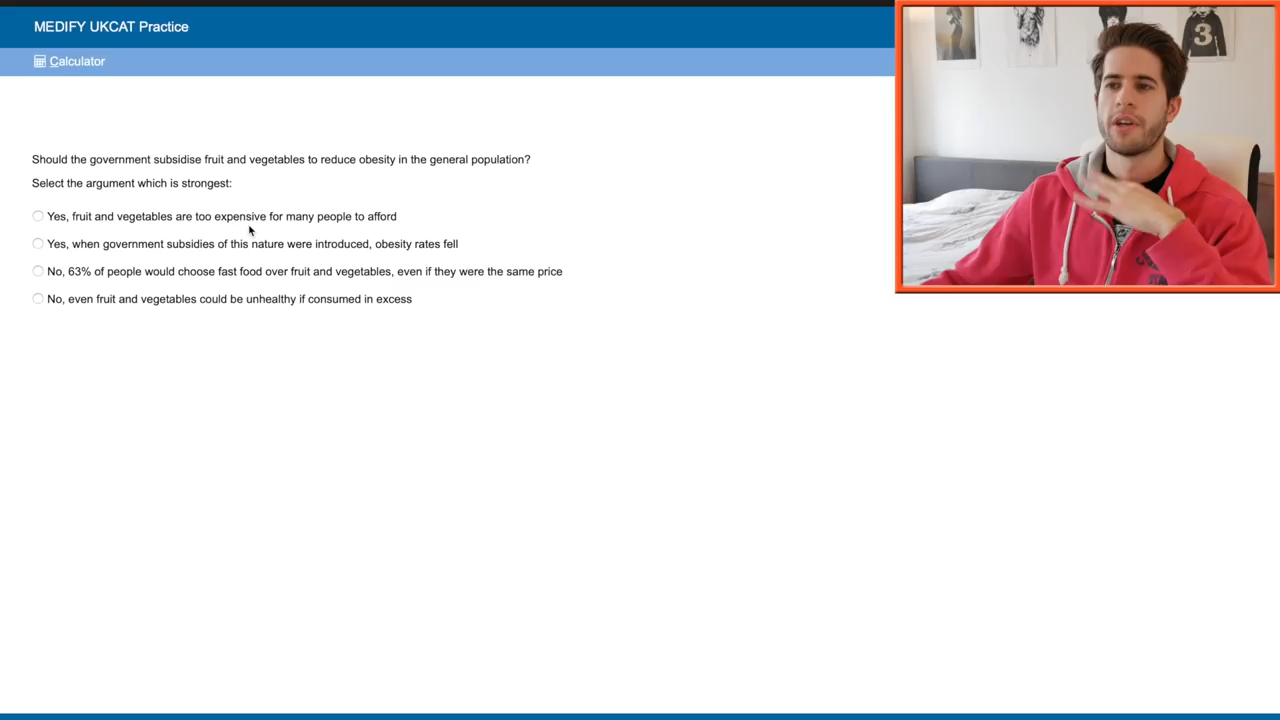 MEDIFY UKCAT Practice
Calculator
Should the government subsidise fruit and vegetables to reduce obesity in the general population?
Select the argument which is strongest:
Yes, fruit and vegetables are too expensive for many people to afford
Yes, when government subsidies of this nature were introduced, obesity rates fell
No, 63% of people would choose fast food over fruit and vegetables, even if they were the same price
No, even fruit and vegetables could be unhealthy if consumed in excess
3